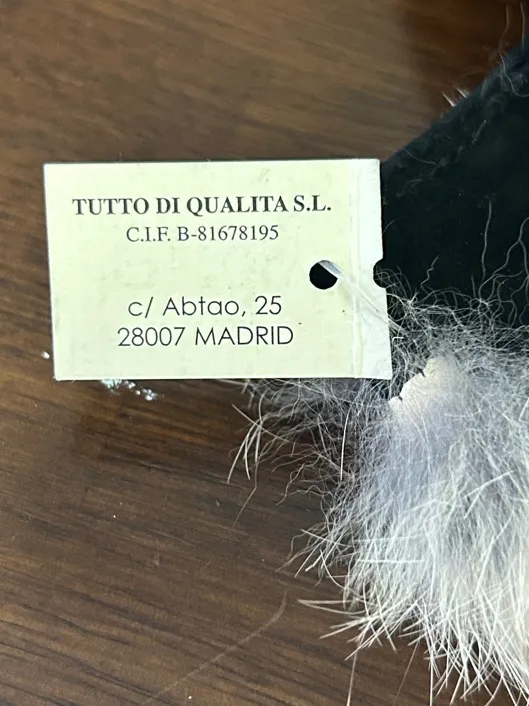 TUTTO DI QUALITA S.L.
C.I.F. B-81678195
c/ Abtao, 25
28007 MADRID